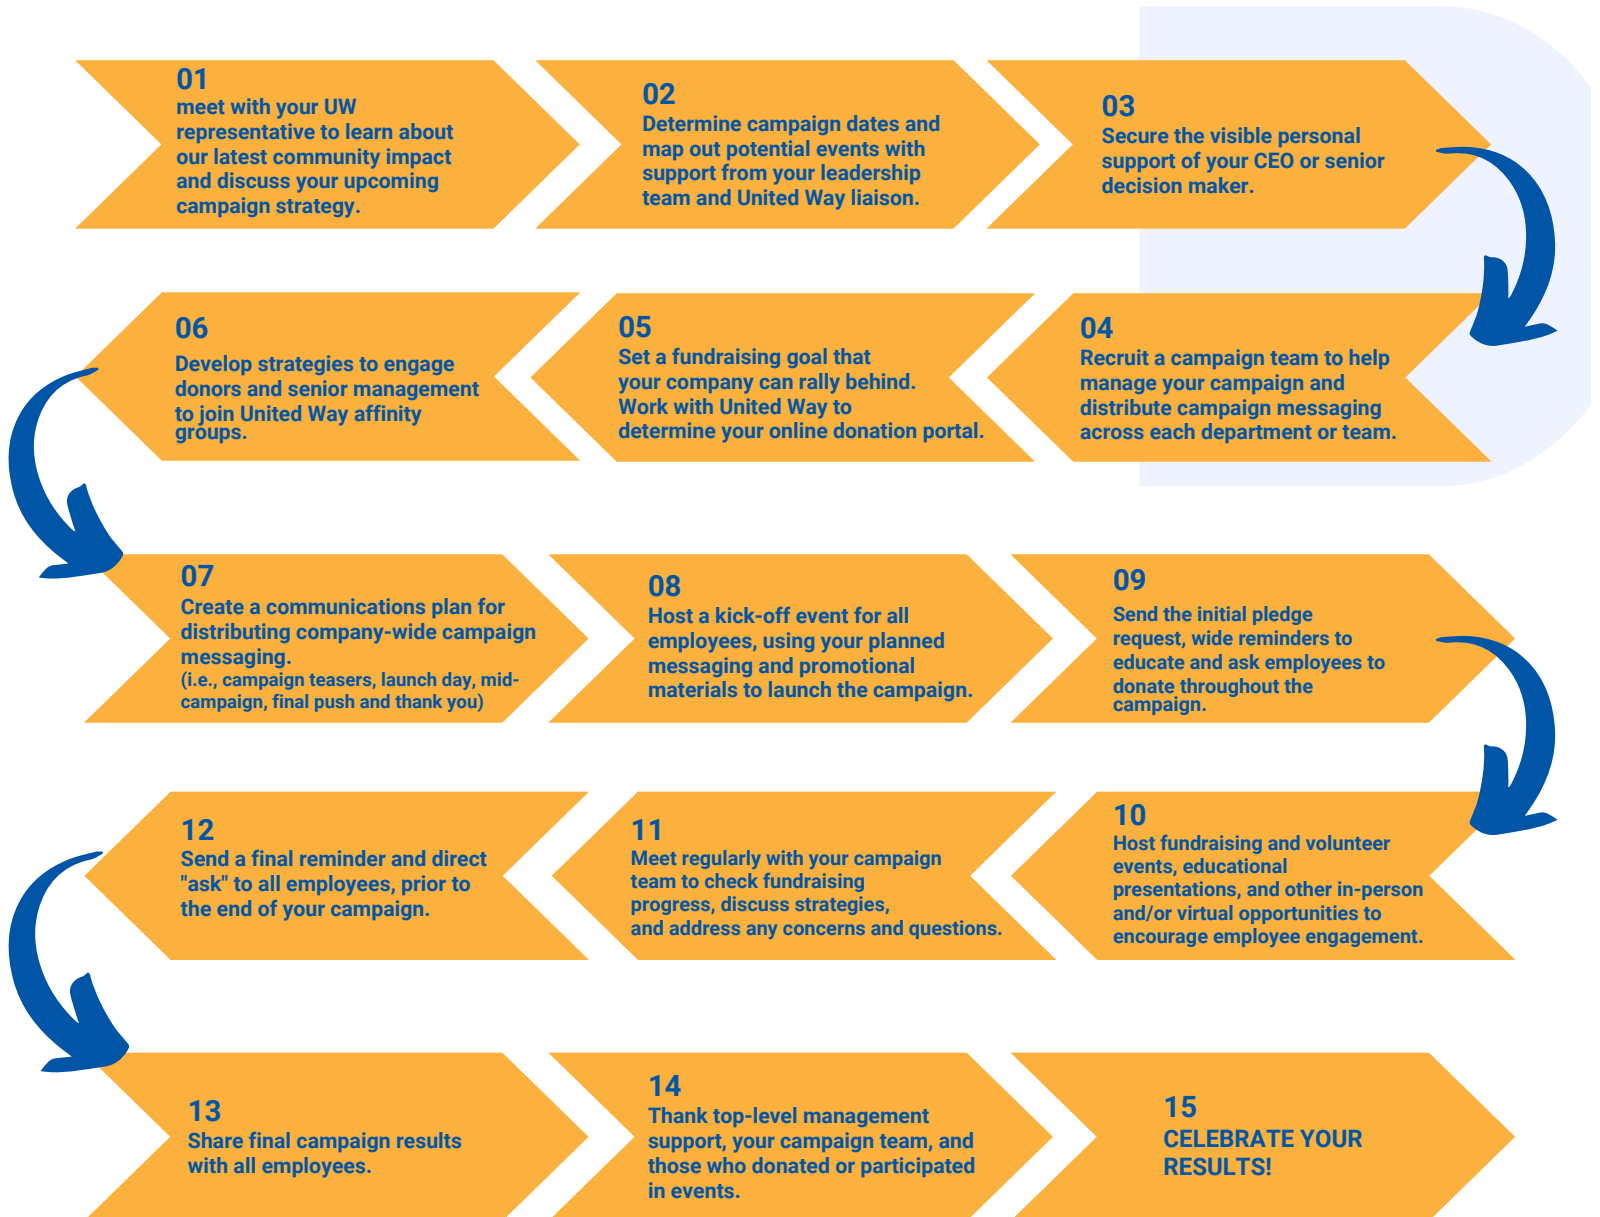 01
meet with your UW
representative to learn about
our latest community impact
and discuss your upcoming
campaign strategy.
02
Determine campaign dates and
map out potential events with
support from your leadership
team and United Way liaison.
03
Secure the visible personal
support of your CEO or senior
decision maker.
04
Recruit a campaign team to help
manage your campaign and
distribute campaign messaging
across each department or team.
05
Set a fundraising goal that
your company can rally behind.
Work with United Way to
determine your online donation portal.
06
Develop strategies to engage
donors and senior management
to join United Way affinity
groups.
07
Create a communications plan for
distributing company-wide campaign
messaging.
(i.e., campaign teasers, launch day, mid-
campaign, final push and thank you)
08
Host a kick-off event for all
employees, using your planned
messaging and promotional
materials to launch the campaign.
09
Send the initial pledge
request, wide reminders to
educate and ask employees to
donate throughout the
campaign.
10
Host fundraising and volunteer
events, educational
presentations, and other in-person
and/or virtual opportunities to
encourage employee engagement.
11
Meet regularly with your campaign
team to check fundraising
progress, discuss strategies,
and address any concerns and questions.
12
Send a final reminder and direct
"ask" to all employees, prior to
the end of your campaign.
13
Share final campaign results
with all employees.
14
Thank top-level management
support, your campaign team, and
those who donated or participated
in events.
15
CELEBRATE YOUR
RESULTS!